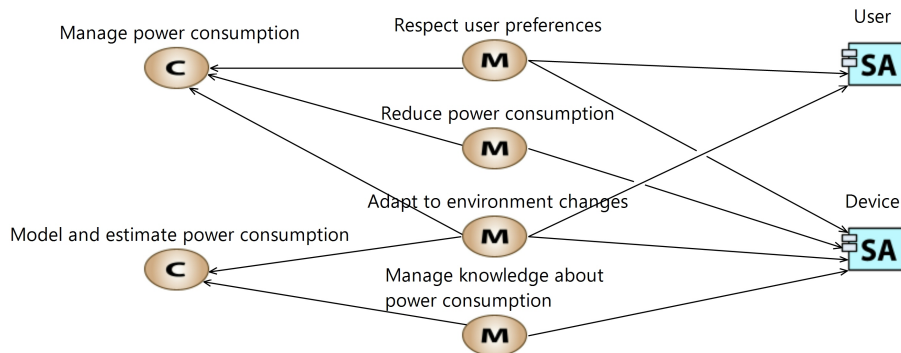 User
Respect user preferences
Manage power consumption
C
M
SA
Reduce power consumption
M
Adapt to environment changes
Device
M
SA
Model and estimate power consumption
C
Manage knowledge about
power consumption
M